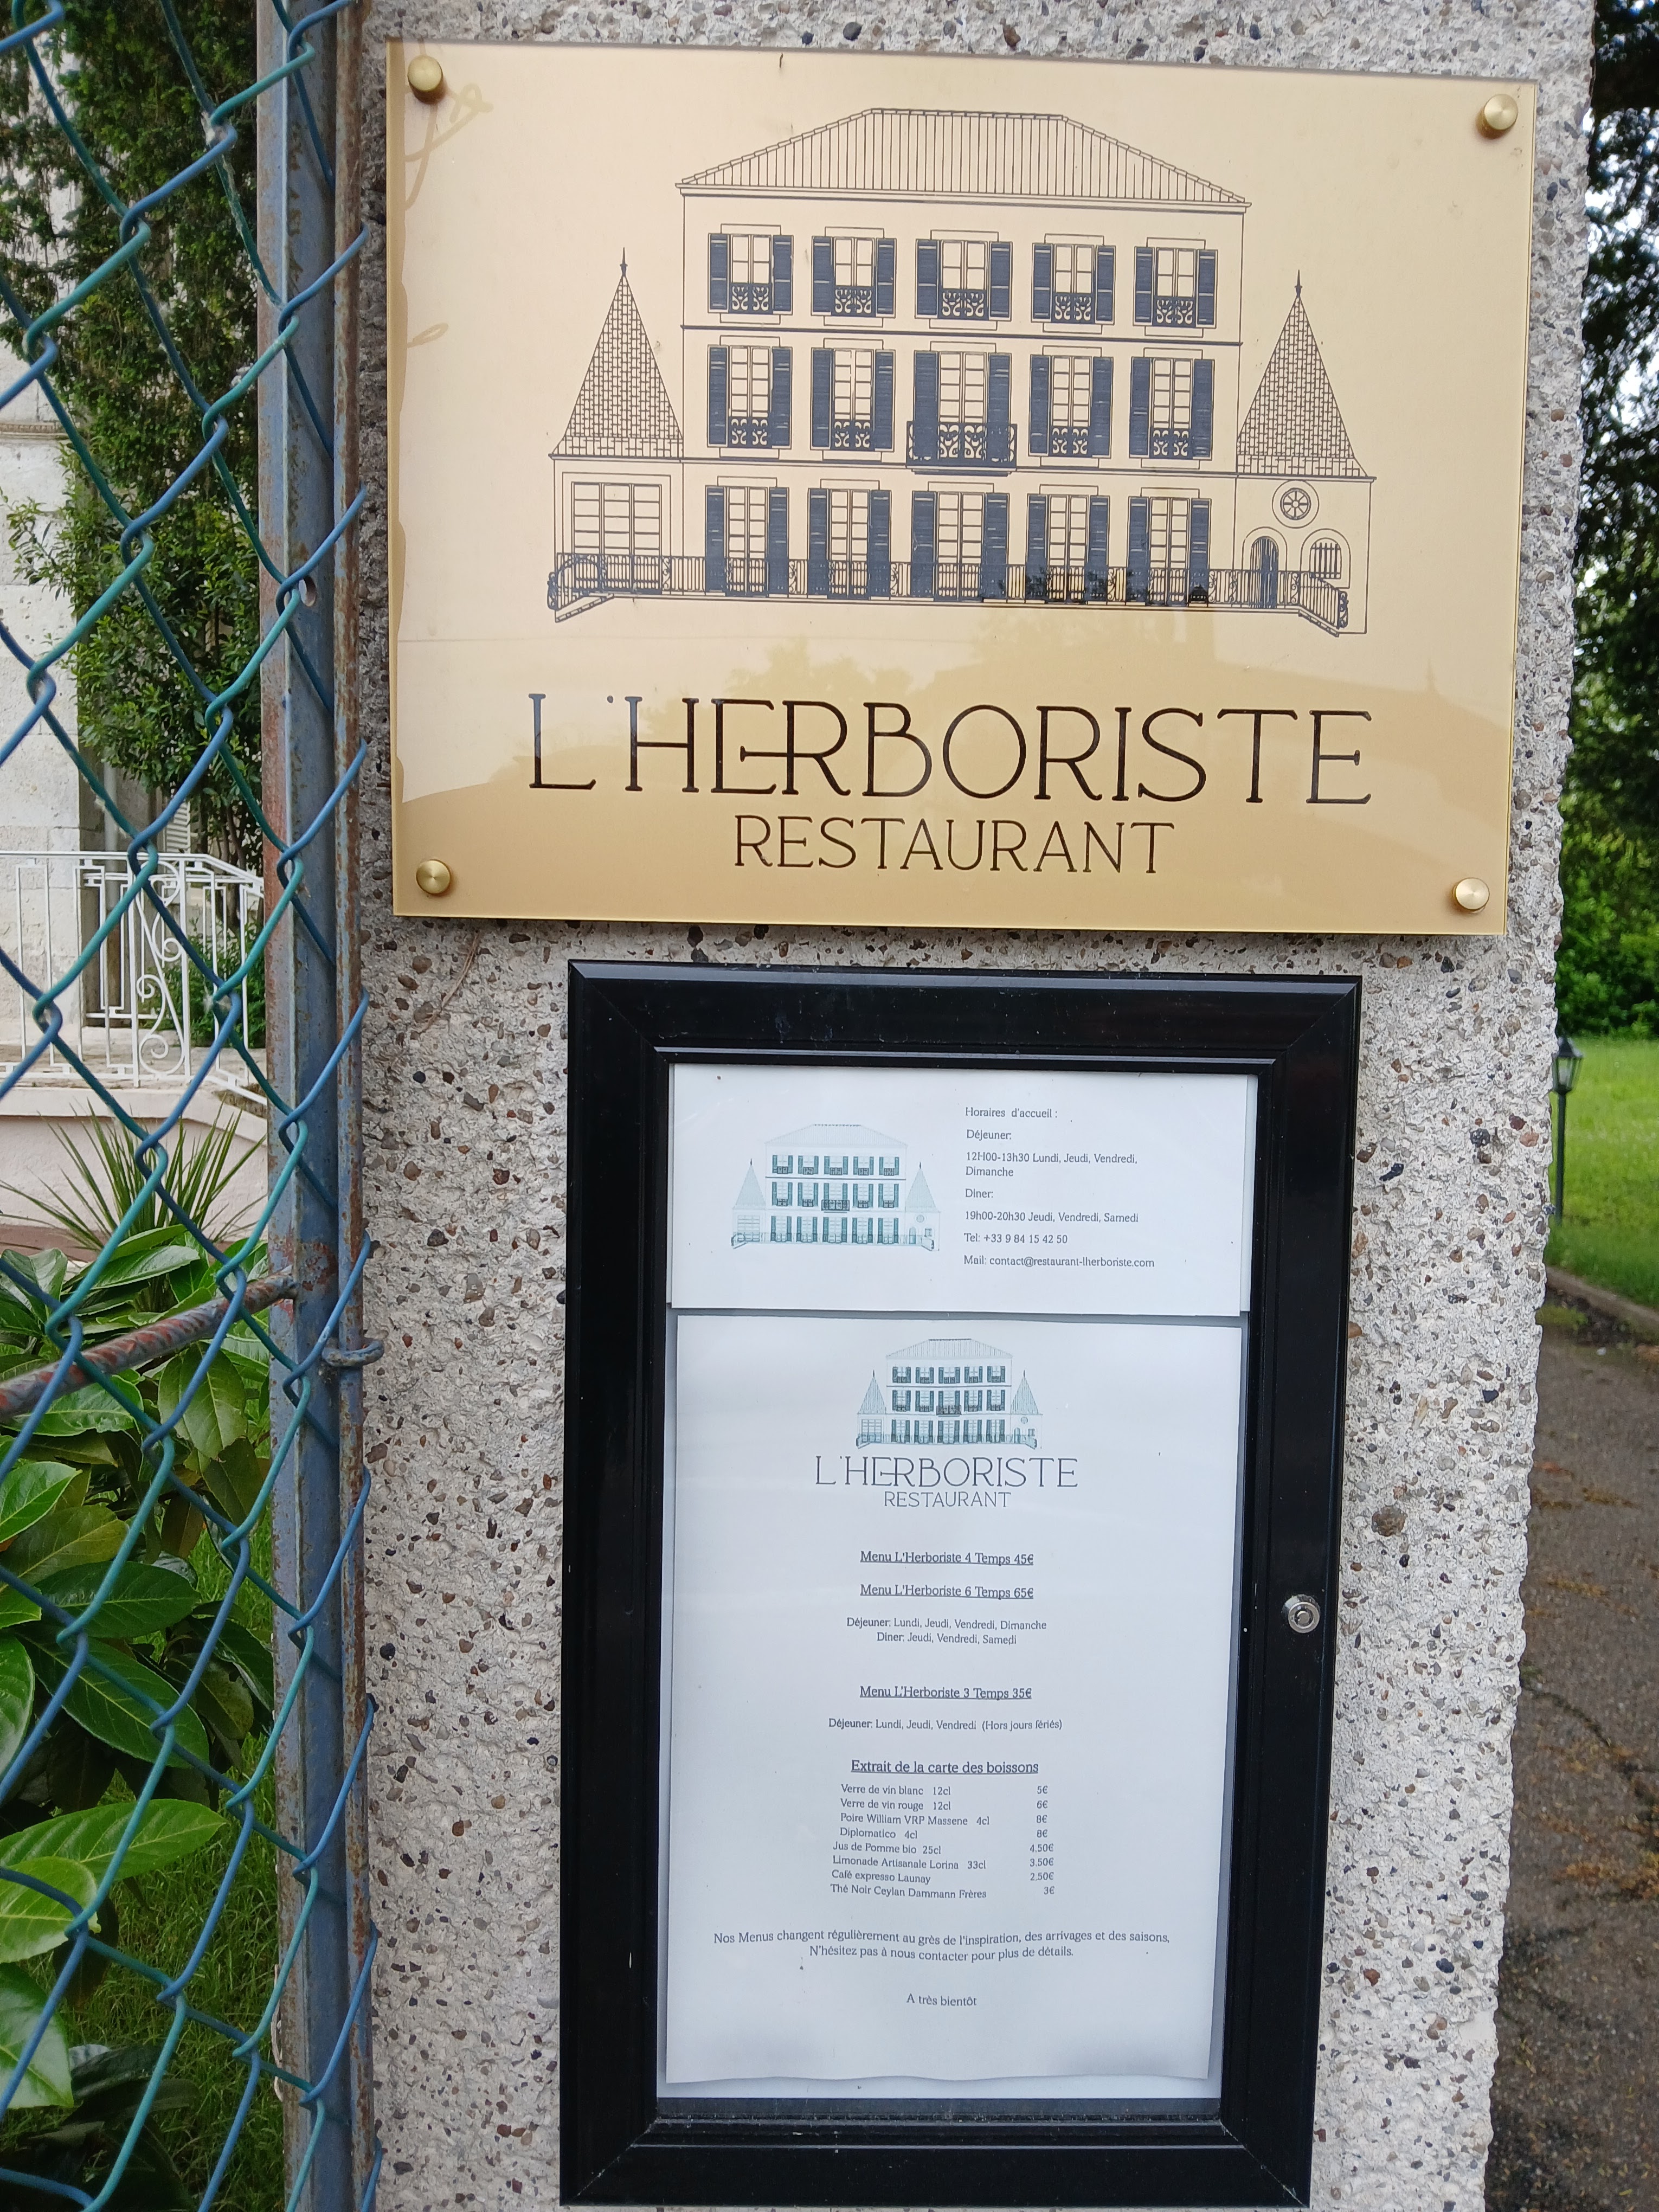 L'HERBORISTE
RESTAURANT
Horaires d'accueil :
Déjeuner:
12H00-13h30 Lundi, Jeudi, Vendredi,
Dimanche
Diner:
19h00-20h30 Jeudi, Vendredi, Samedi
Tel: +33 9 84 15 42 50
Mail: contact@restaurant-lherboriste.com
L'HERBORISTE
RESTAURANT
Menu L'Herboriste 4 Temps 45€
Menu L'Herboriste 6 Temps 65€
Déjeuner: Lundi, Jeudi, Vendredi, Dimanche
Diner: Jeudi, Vendredi, Samedi
Menu L'Herboriste 3 Temps 35€
Déjeuner: Lundi, Jeudi, Vendredi (Hors jours fériés)
Extrait de la carte des boissons
Verre de vin blanc 12cl 5€
Verre de vin rouge 12cl 6€
Poire William VRP Massene 4cl 8€
Diplomatico 4cl 8€
Jus de Pomme bio 25cl 4.50€
Limonade Artisanale Lorina 33cl 3.50€
Café expresso Launay 2.50€
Thé Noir Ceylan Dammann Frères 3€
Nos Menus changent régulièrement au grès de l'inspiration, des arrivages et des saisons,
N'hésitez pas à nous contacter pour plus de détails.
A très bientôt